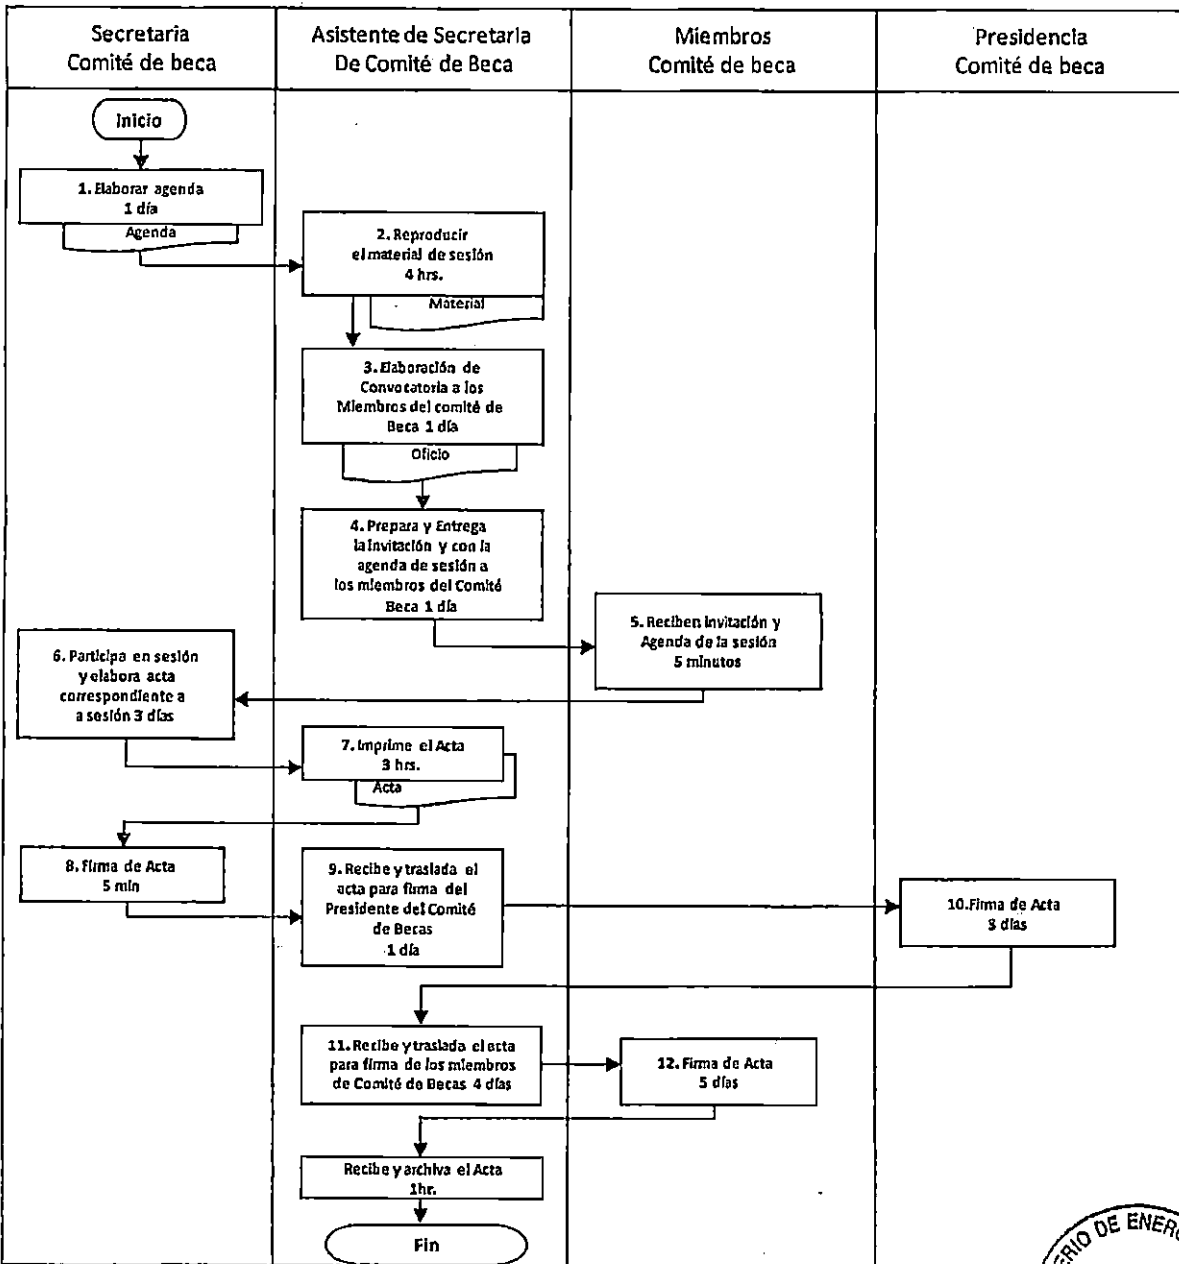 Secretaria
Comité de beca
Asistente de Secretaria
De Comité de Beca
Miembros
Comité de beca
Presidencia
Comité de beca
Inicio
1. Elaborar agenda
1 día
Agenda
2. Reproducir
el material de sesión
4 hrs.
Material
3. Elaboración de
Convocatoria a los
Miembros del comité de
Beca 1 día
Oficio
4. Prepara y Entrega
la Invitación y con la
agenda de sesión a
los miembros del Comité
Beca 1 día
5. Reciben invitación y
Agenda de la sesión
5 minutos
6. Participa en sesión
y elabora acta
correspondiente a
a sesión 3 días
7. Imprime el Acta
3 hrs.
Acta
8. Firma de Acta
5 min
9. Recibe y traslada el
acta para firma del
Presidente del Comité
de Becas
1 día
10. Firma de Acta
3 días
11. Recibe y traslada el acta
para firma de los miembros
de Comité de Becas 4 días
12. Firma de Acta
5 días
Recibe y archiva el Acta
1hr.
Fin
DE